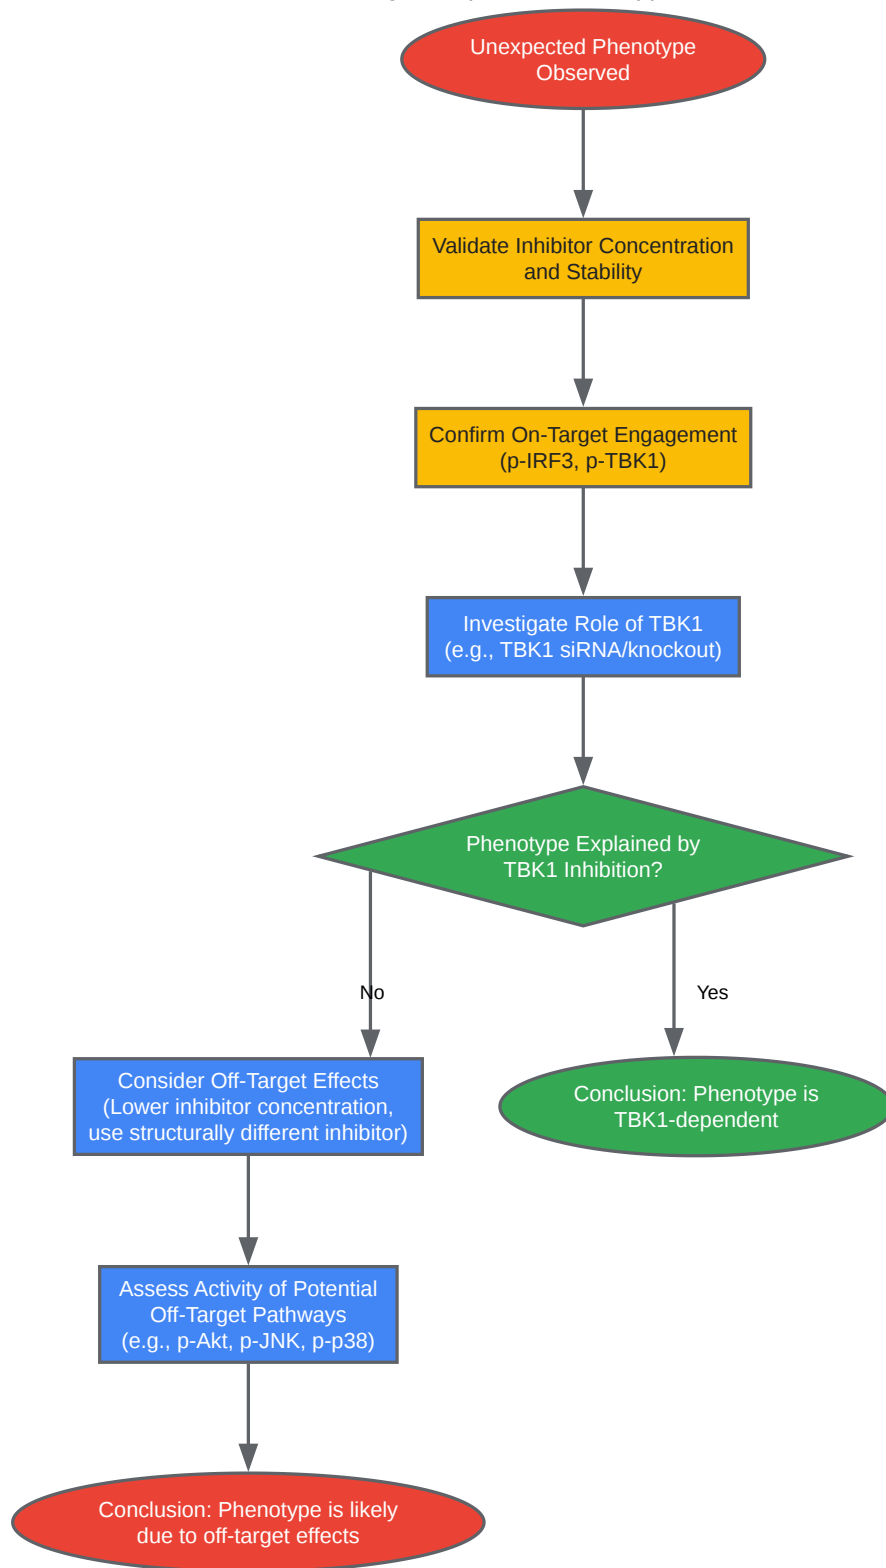 Unexpected Phenotype
Observed
Validate Inhibitor Concentration
and Stability
Confirm On-Target Engagement
(p-IRF3, p-TBK1)
Investigate Role of TBK1
(e.g., TBK1 siRNA/knockout)
Phenotype Explained by
TBK1 Inhibition?
No
Yes
Consider Off-Target Effects
(Lower inhibitor concentration,
use structurally different inhibitor)
Conclusion: Phenotype is
TBK1-dependent
Assess Activity of Potential
Off-Target Pathways
(e.g., p-Akt, p-JNK, p-p38)
Conclusion: Phenotype is likely
due to off-target effects